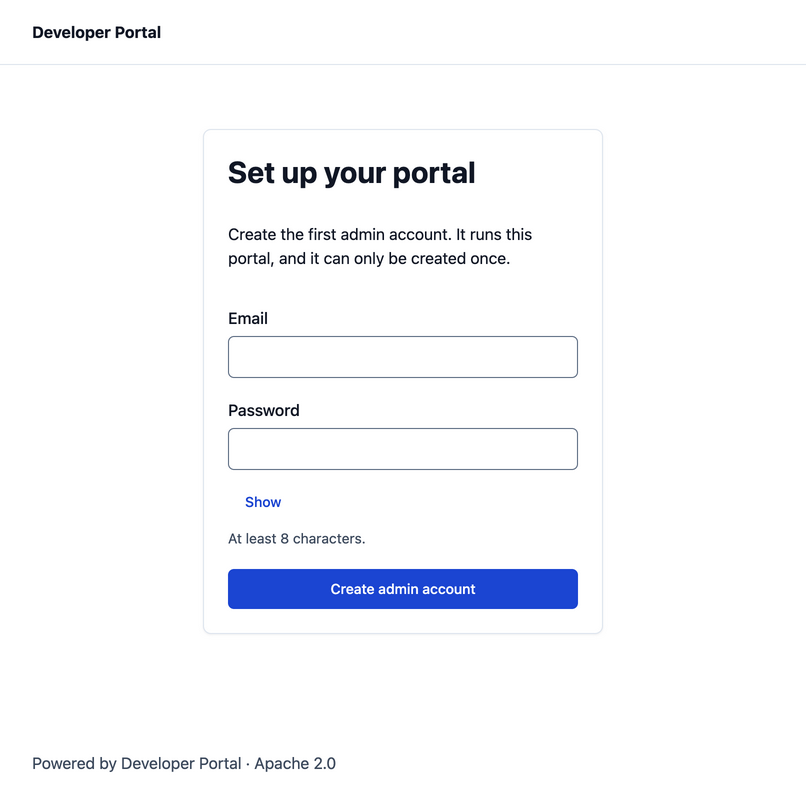 Developer Portal
Set up your portal
Create the first admin account. It runs this
portal, and it can only be created once.
Email
Password
Show
At least 8 characters.
Create admin account
Powered by Developer Portal · Apache 2.0